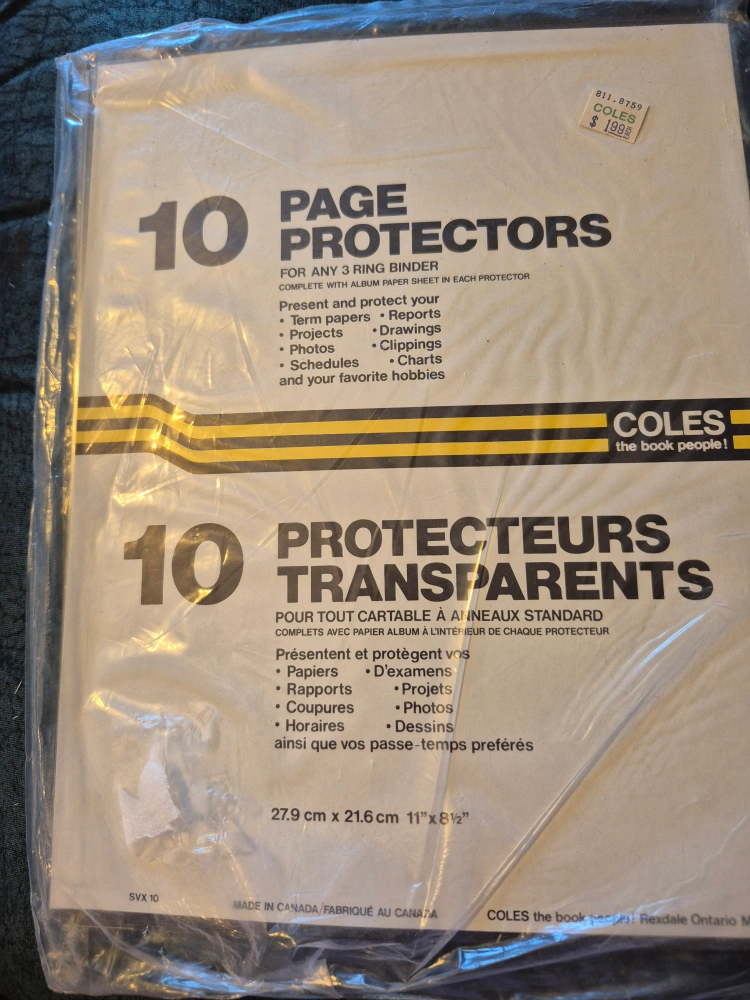 811.8759
COLES
$ 1.99 EACH
10 PAGE
PROTECTORS
FOR ANY 3 RING BINDER
COMPLETE WITH ALBUM PAPER SHEET IN EACH PROTECTOR
Present and protect your
• Term papers • Reports
• Projects • Drawings
• Photos • Clippings
• Schedules • Charts
and your favorite hobbies
COLES
the book people!
10 PROTECTEURS
TRANSPARENTS
POUR TOUT CARTABLE À ANNEAUX STANDARD
COMPLETS AVEC PAPIER ALBUM À L'INTÉRIEUR DE CHAQUE PROTECTEUR
Présentent et protègent vos
• Papiers • D'examens
• Rapports • Projets
• Coupures • Photos
• Horaires • Dessins
ainsi que vos passe-temps preférés
27.9 cm x 21.6 cm 11"x 8½"
SVX 10
MADE IN CANADA/FABRIQUÉ AU CANADA
COLES the book people! Rexdale Ontario M